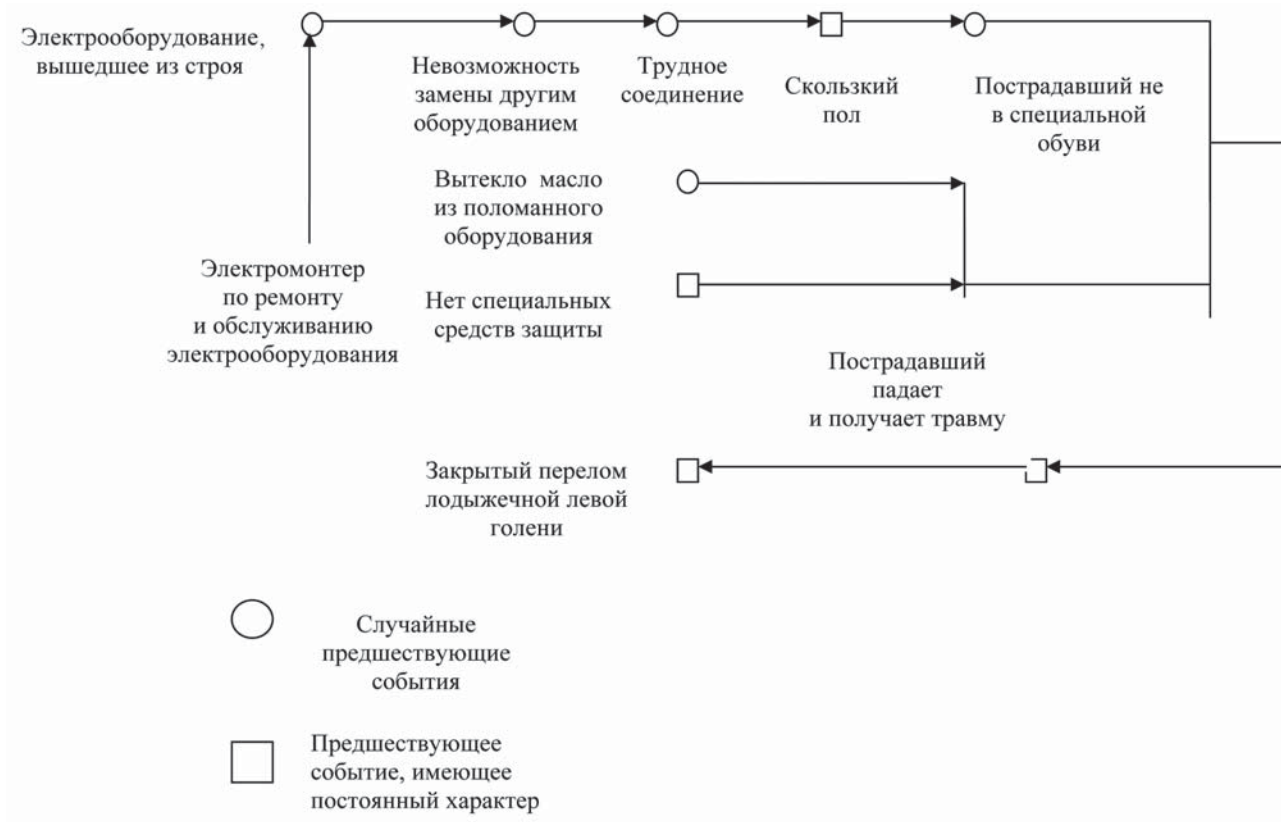 Электрооборудование,
вышедшее из строя
Невозможность
замены другим
оборудованием
Трудное
соединение
Скользкий
пол
Пострадавший не
в специальной
обуви
Вытекло масло
из поломанного
оборудования
Электромонтер
по ремонту
и обслуживанию
электрооборудования
Нет специальных
средств защиты
Пострадавший
падает
и получает травму
Закрытый перелом
лодыжечной левой
голени
Случайные
предшествующие
события
Предшествующее
событие, имеющее
постоянный характер